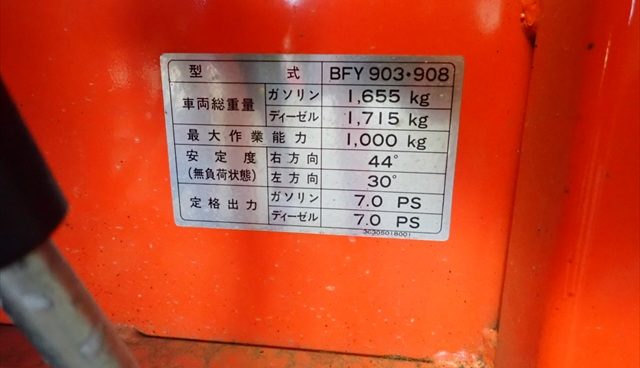 型 式 BFY 903・908
車両総重量 ガソリン 1,655 kg
ディーゼル 1,715 kg
最大作業能力 1,000 kg
安定度 右方向 44°
(無負荷状態) 左方向 30°
定格出力 ガソリン 7.0 PS
ディーゼル 7.0 PS
30305018001